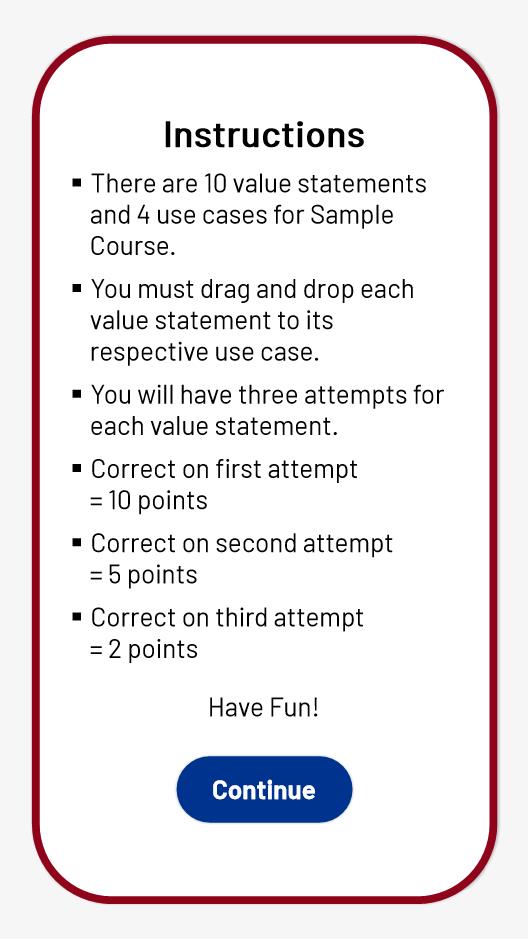 Instructions
▪ There are 10 value statements
and 4 use cases for Sample
Course.
▪ You must drag and drop each
value statement to its
respective use case.
▪ You will have three attempts for
each value statement.
▪ Correct on first attempt
= 10 points
▪ Correct on second attempt
= 5 points
▪ Correct on third attempt
= 2 points
Have Fun!
Continue